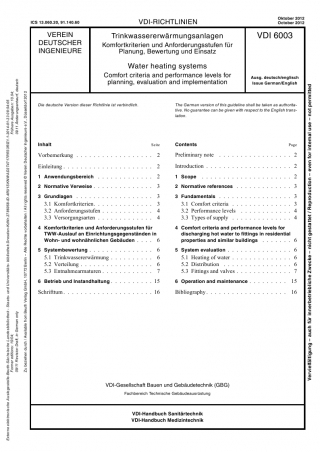 ICS 13.060.20, 91.140.60
VDI-RICHTLINIEN
Oktober 2012
October 2012
VEREIN
DEUTSCHER
INGENIEURE
Trinkwassererwärmungsanlagen
Komfortkriterien und Anforderungsstufen für
Planung, Bewertung und Einsatz
Water heating systems
Comfort criteria and performance levels for
planning, evaluation and implementation
VDI 6003
Ausg. deutsch/englisch
Issue German/English
Die deutsche Version dieser Richtlinie ist verbindlich.
The German version of this guideline shall be taken as authorita-
tive. No guarantee can be given with respect to the English trans-
lation.
Inhalt Seite
Vorbemerkung . . . . . . . . . . . . . . . . . 2
Einleitung . . . . . . . . . . . . . . . . . . . 2
1 Anwendungsbereich . . . . . . . . . . . . . 2
2 Normative Verweise . . . . . . . . . . . . . 3
3 Grundlagen . . . . . . . . . . . . . . . . . 3
3.1 Komfortkriterien . . . . . . . . . . . . . 3
3.2 Anforderungsstufen . . . . . . . . . . . . 4
3.3 Versorgungsarten . . . . . . . . . . . . . 4
4 Komfortkriterien und Anforderungsstufen für
TWW-Auslauf an Einrichtungsgegenständen in
Wohn- und wohnähnlichen Gebäuden . . . . . 6
5 Systembewertung . . . . . . . . . . . . . . 6
5.1 Trinkwassererwärmung . . . . . . . . . . 6
5.2 Verteilung . . . . . . . . . . . . . . . . 6
5.3 Entnahmearmaturen . . . . . . . . . . . . 7
6 Betrieb und Instandhaltung . . . . . . . . . 15
Schrifttum . . . . . . . . . . . . . . . . . . 16
Contents Page
Preliminary note . . . . . . . . . . . . . . . 2
Introduction . . . . . . . . . . . . . . . . . 2
1 Scope . . . . . . . . . . . . . . . . . . . 2
2 Normative references . . . . . . . . . . . . 3
3 Fundamentals . . . . . . . . . . . . . . . . 3
3.1 Comfort criteria . . . . . . . . . . . . . 3
3.2 Performance levels . . . . . . . . . . . . 4
3.3 Types of supply . . . . . . . . . . . . . 4
4 Comfort criteria and performance levels for
discharging hot water to fittings in residential
properties and similar buildings . . . . . . . 6
5 System evaluation . . . . . . . . . . . . . 6
5.1 Heating of water . . . . . . . . . . . . . 6
5.2 Distribution . . . . . . . . . . . . . . . 6
5.3 Fittings and valves . . . . . . . . . . . . 7
6 Operation and maintenance . . . . . . . . . 15
Bibliography . . . . . . . . . . . . . . . . . 16
VDI-Gesellschaft Bauen und Gebäudetechnik (GBG)
Fachbereich Technische Gebäudeausrüstung
VDI-Handbuch Sanitärtechnik
VDI-Handbuch Medizintechnik
Vervielfältigung – auch für innerbetriebliche Zwecke – nicht gestattet / Reproduction – even for internal use – not permitted